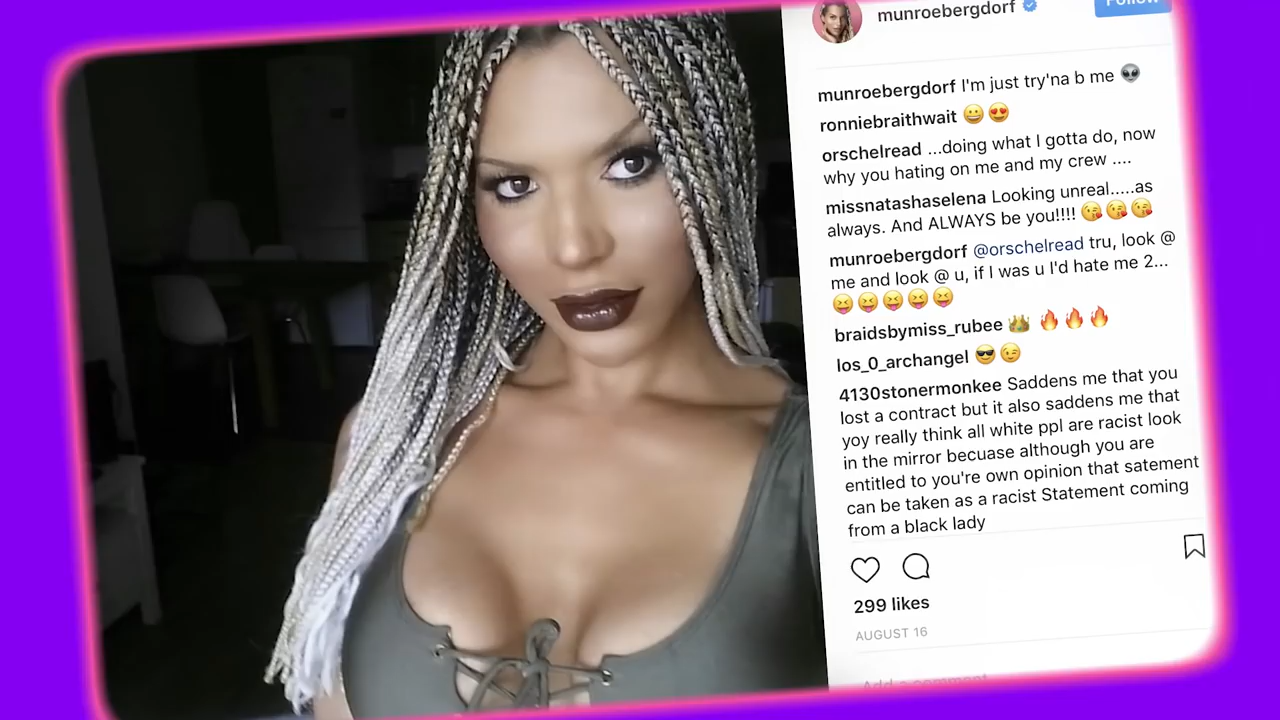 munroebergdorf
Follow
munroebergdorf I'm just try'na b me 👽
ronniebraithwait 😀😍
orschelread ...doing what I gotta do, now
why you hating on me and my crew ....
missnatashaselena Looking unreal.....as
always. And ALWAYS be you!!!! 😘😘😘
munroebergdorf @orschelread tru, look @
me and look @ u, if I was u I'd hate me 2...
😝😝😝😝😝
braidsbymiss_rubee 👑 🔥🔥🔥
los_0_archangel 😎😉
4130stonermonkee Saddens me that you
lost a contract but it also saddens me that
yoy really think all white ppl are racist look
in the mirror becuase although you are
entitled to you're own opinion that satement
can be taken as a racist Statement coming
from a black lady
299 likes
AUGUST 16
Add a comment